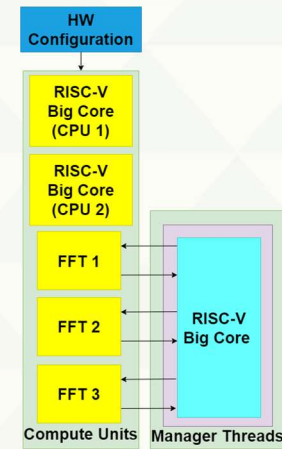 HW
Configuration
RISC-V
Big Core
(CPU 1)
RISC-V
Big Core
(CPU 2)
FFT 1
FFT 2
FFT 3
Compute Units
RISC-V
Big Core
Manager Threads